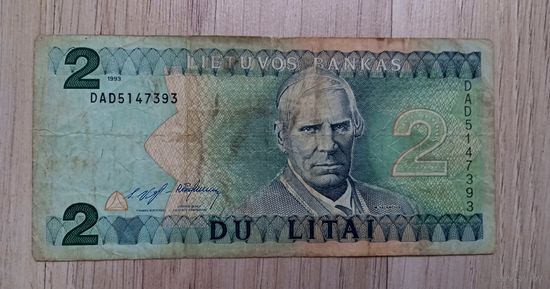 2
1993
LIETUVOS BANKAS
DAD5147393
DAD5147393
2
2
DU LITAI